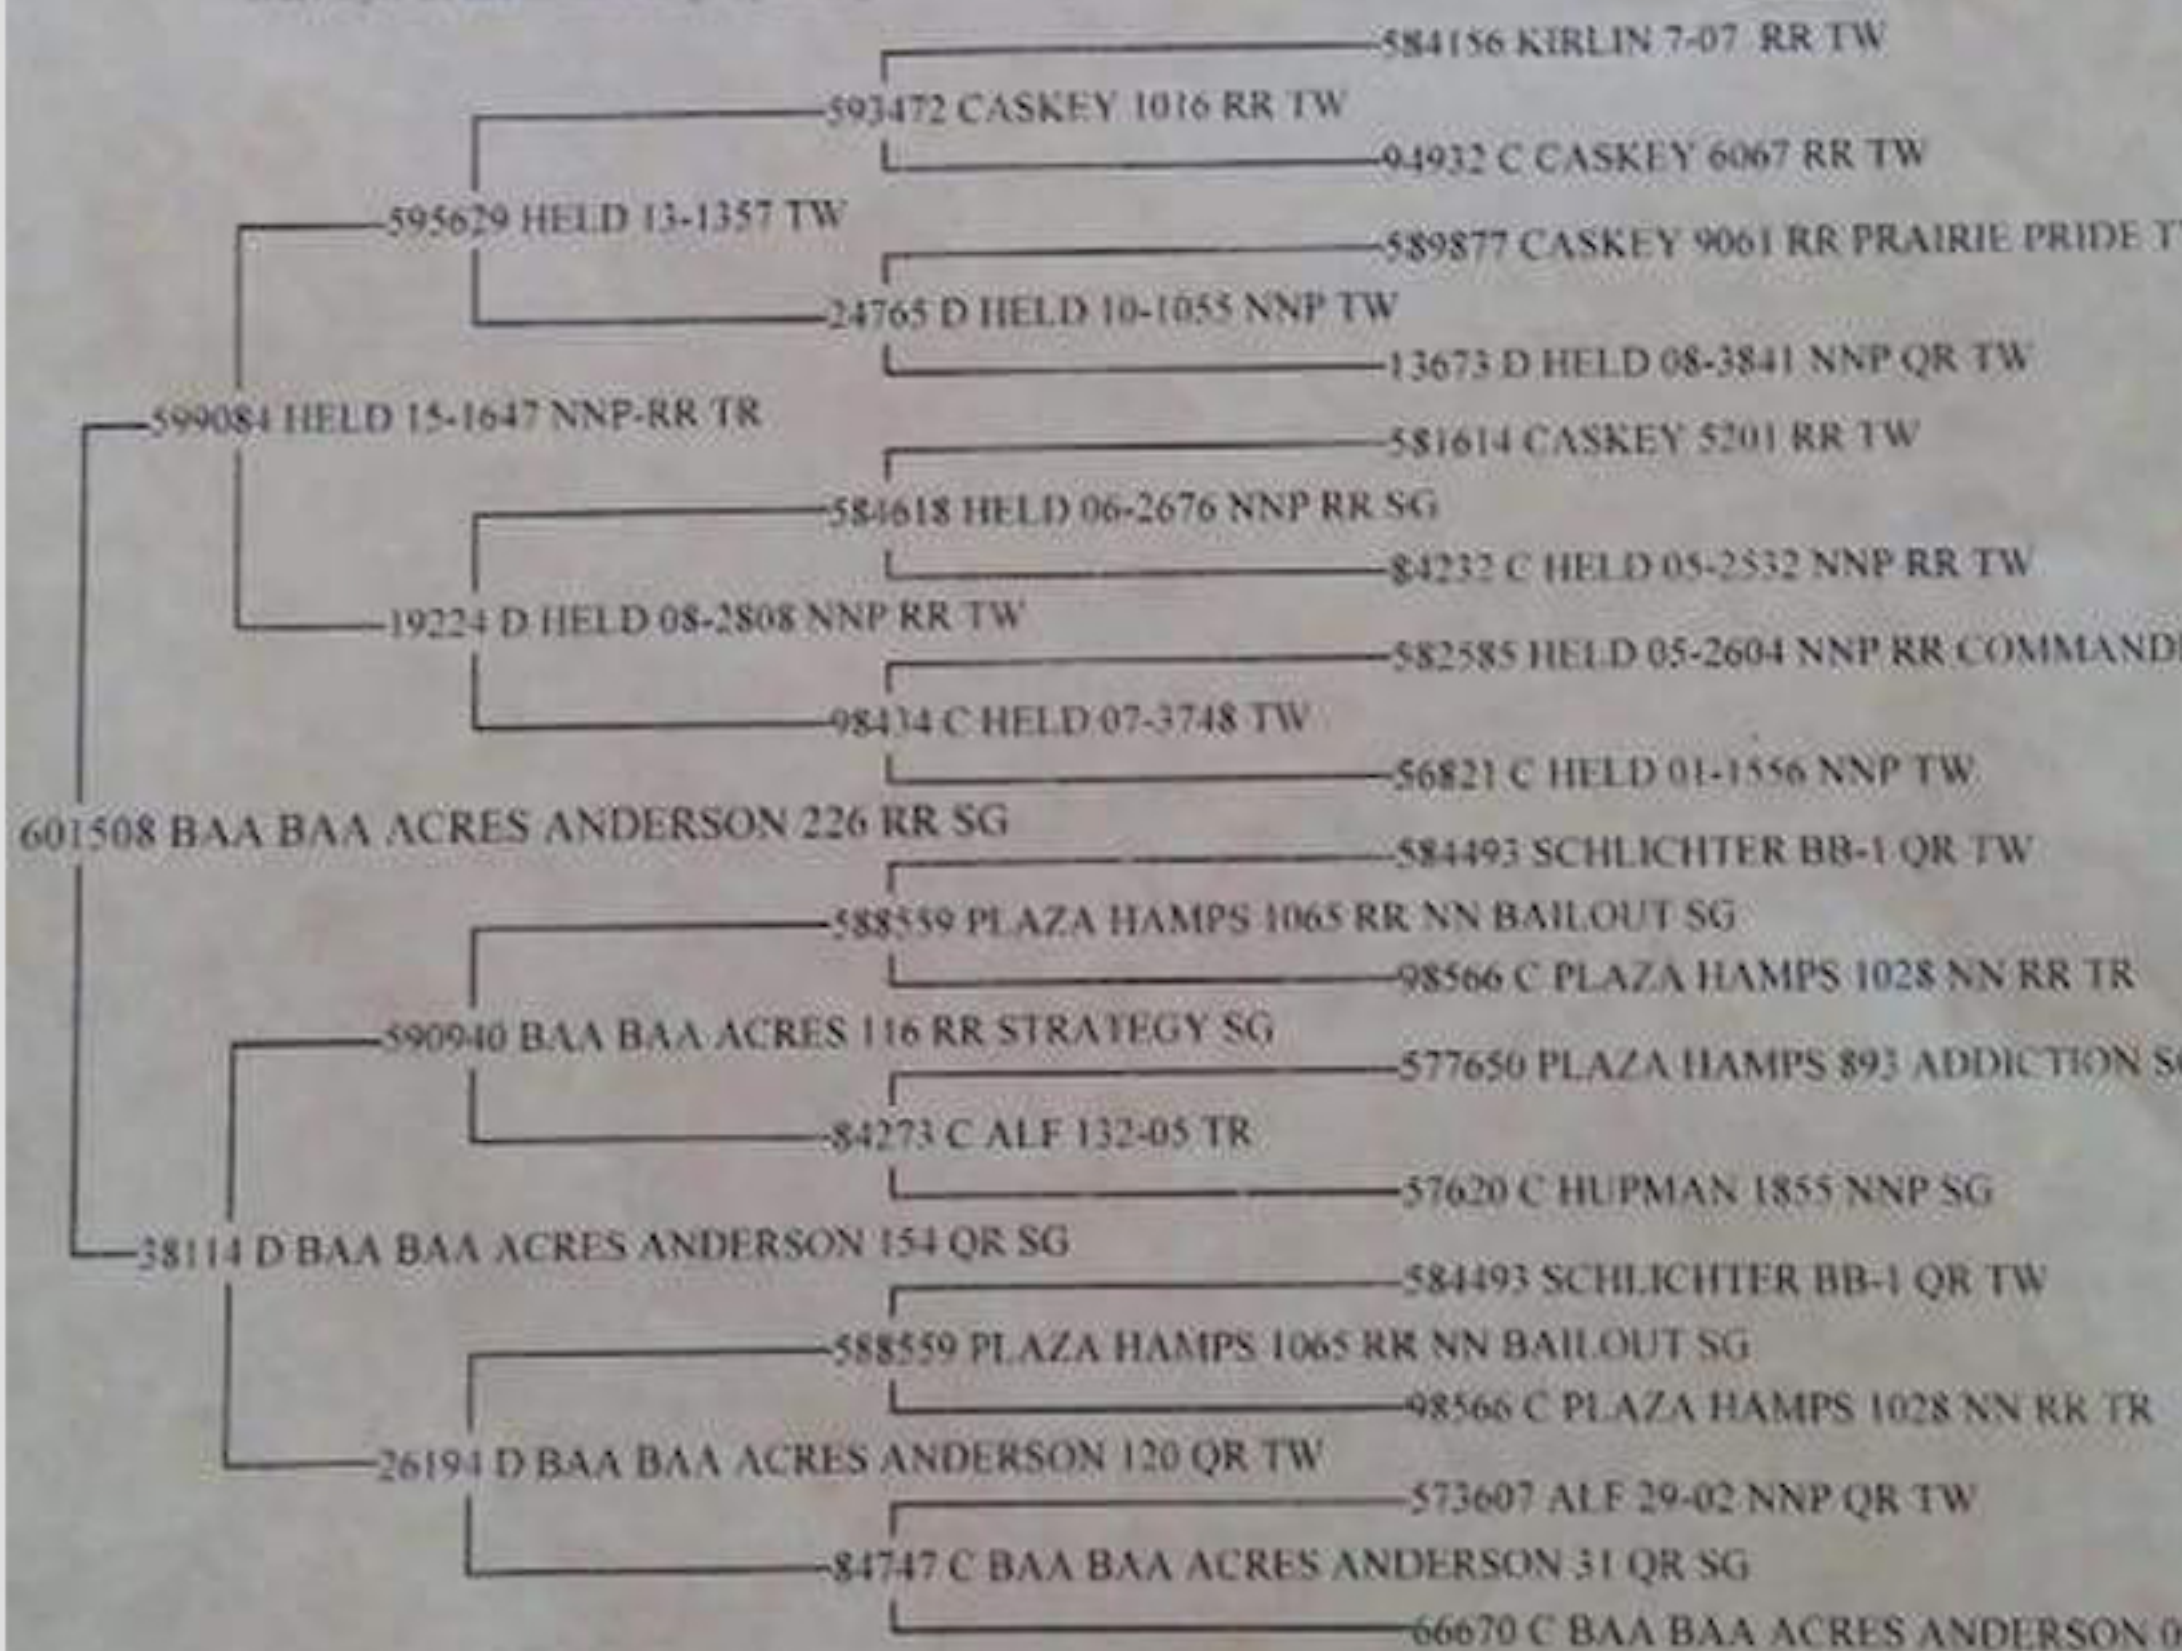 584156 KIRLIN 7-07 RR TW
593472 CASKEY 1016 RR TW
94932 C CASKEY 6067 RR TW
595629 HELD 13-1357 TW
589877 CASKEY 9061 RR PRAIRIE PRIDE
24765 D HELD 10-1055 NNP TW
13673 D HELD 08-3841 NNP QR TW
599084 HELD 15-1647 NNP-RR TR
581614 CASKEY 5201 RR TW
584618 HELD 06-2676 NNP RR SG
84232 C HELD 05-2532 NNP RR TW
19224 D HELD 08-2808 NNP RR TW
582585 HELD 05-2604 NNP RR
98434 C HELD 07-3748 TW
56821 C HELD 01-1556 NNP TW
601508 BAA BAA ACRES ANDERSON 226 RR SG
584493 SCHLICHTER BB-1 QR TW
588559 PLAZA HAMPS 1065 RR NN BAILOUT SG
98566 C PLAZA HAMPS 1028 NN RR TR
590940 BAA BAA ACRES 116 RR STRATEGY SG
577650 PLAZA HAMPS 893 ADDICTION
84273 C ALF 132-05 TR
57620 C HUPMAN 1855 NNP SG
38114 D BAA BAA ACRES ANDERSON 154 QR SG
584493 SCHLICHTER BB-1 QR TW
588559 PLAZA HAMPS 1065 RR NN BAILOUT SG
98566 C PLAZA HAMPS 1028 NN RR TR
26194 D BAA BAA ACRES ANDERSON 120 QR TW
573607 ALF 29-02 NNP QR TW
84747 C BAA BAA ACRES ANDERSON 31 QR SG
66670 C BAA BAA ACRES ANDERSON